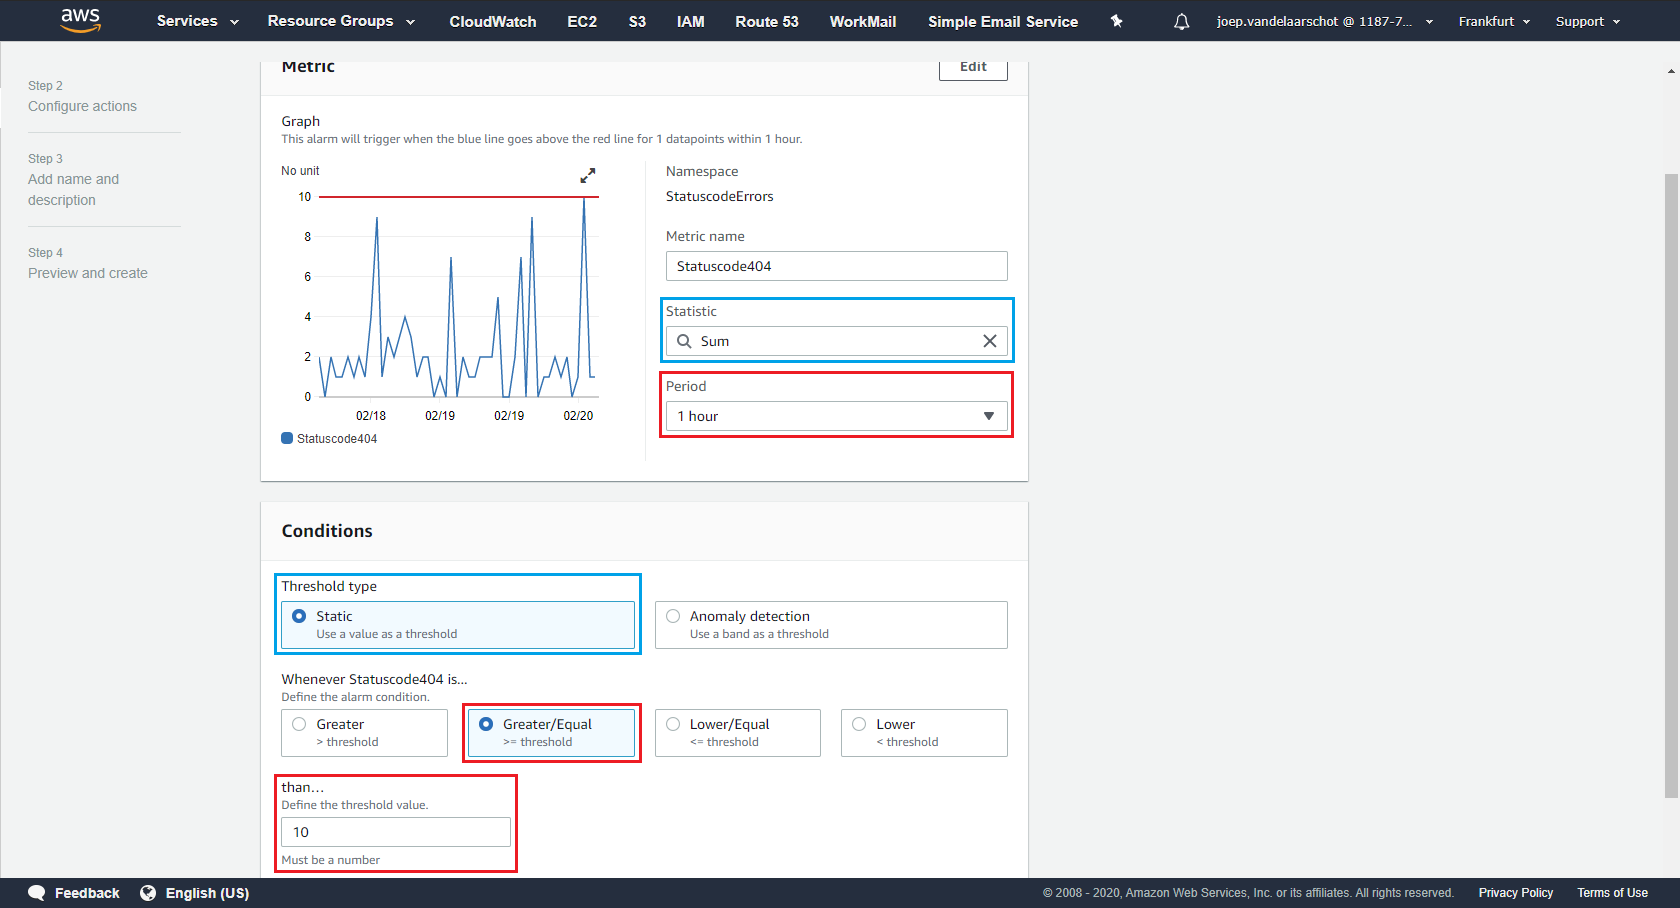 aws Services Resource Groups CloudWatch EC2 S3 IAM Route 53 WorkMail Simple Email Service joep.vandelaarschot @ 1187-7... Frankfurt Support
Step 2
Configure actions
Step 3
Add name and
description
Step 4
Preview and create
Metric
Edit
Graph
This alarm will trigger when the blue line goes above the red line for 1 datapoints within 1 hour.
No unit
10
8
6
4
2
0
02/18 02/19 02/19 02/20
Statuscode404
Namespace
StatuscodeErrors
Metric name
Statuscode404
Statistic
Sum
Period
1 hour
Conditions
Threshold type
Static
Use a value as a threshold
Anomaly detection
Use a band as a threshold
Whenever Statuscode404 is...
Define the alarm condition.
Greater
> threshold
Greater/Equal
>= threshold
Lower/Equal
<= threshold
Lower
< threshold
than...
Define the threshold value.
10
Must be a number
Feedback English (US) © 2008 - 2020, Amazon Web Services, Inc. or its affiliates. All rights reserved. Privacy Policy Terms of Use